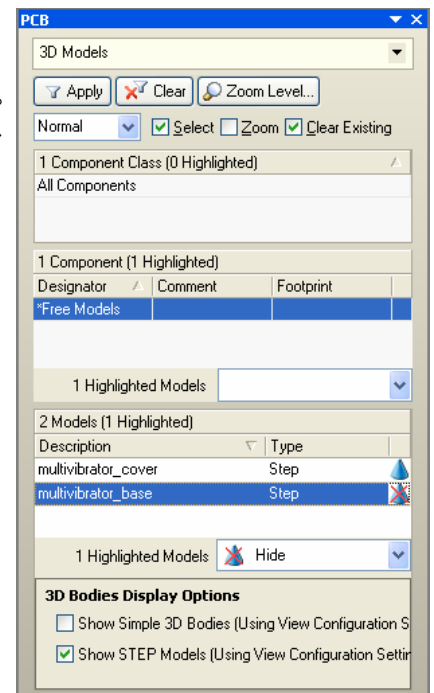 PCB
3D Models
Apply Clear Zoom Level...
Normal Select Zoom Clear Existing
1 Component Class (0 Highlighted)
All Components
1 Component (1 Highlighted)
Designator Comment Footprint
*Free Models
1 Highlighted Models
2 Models (1 Highlighted)
Description Type
multivibrator_cover Step
multivibrator_base Step
1 Highlighted Models Hide
3D Bodies Display Options
Show Simple 3D Bodies (Using View Configuration S
Show STEP Models (Using View Configuration Settin